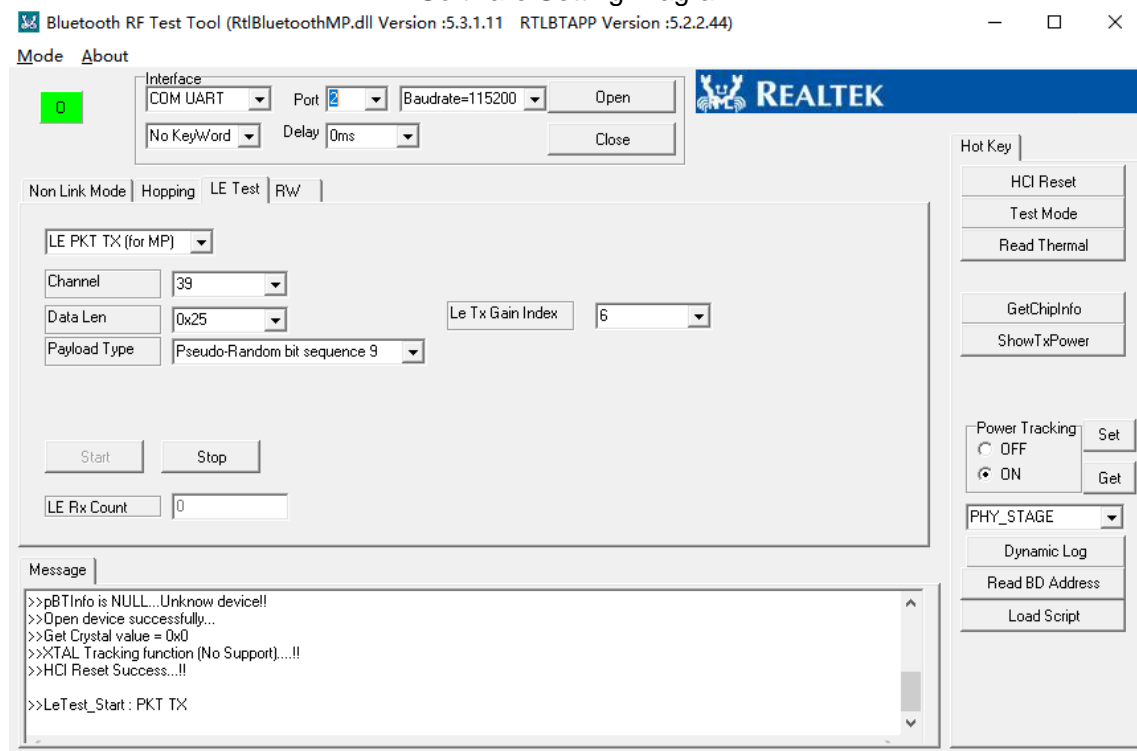 Bluetooth RF Test Tool (RtlBluetoothMP.dll Version :5.3.1.11 RTLBTAPP Version :5.2.2.44)
Mode About
0
Interface
COM UART Port 2 Baudrate=115200 Open
No KeyWord Delay 0ms Close
REALTEK
Hot Key
HCI Reset
Test Mode
Read Thermal
GetChipInfo
ShowTxPower
Power Tracking
OFF
ON
Set
Get
PHY_STAGE
Dynamic Log
Read BD Address
Load Script
Non Link Mode Hopping LE Test RW
LE PKT TX (for MP)
Channel 39
Data Len 0x25 Le Tx Gain Index 6
Payload Type Pseudo-Random bit sequence 9
Start Stop
LE Rx Count 0
Message
>>pBTInfo is NULL...Unknow device!!
>>Open device successfully...
>>Get Crystal value = 0x0
>>XTAL Tracking function (No Support)....!!
>>HCI Reset Success...!!
>>LeTest_Start : PKT TX